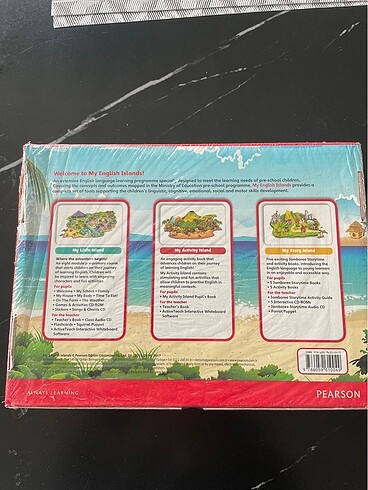 Welcome to My English Islands!
An extensive English language learning programme specially designed to meet the learning needs of pre-school children.
Covering the concepts and outcomes mapped in the Ministry of Education pre-school programme, My English Islands provides a
complete set of tools supporting the children's linguistic, cognitive, emotional, social and motor skills development.
My Little Island
Where the adventure begins!
An eight module pre-primary course
that starts children on their journey
of learning English. Children will
be inspired to learn with engaging
characters and fun activities.
For pupils
• Welcome • My School • Family
• My House • My Body • Time To Eat!
• On The Farm • The Weather
Games & Activities CD-ROM
Stickers • Songs & Chants CD
For the teacher
• Teacher's Book • Class Audio CD
• Flashcards • Squirrel Puppet
• ActiveTeach Interactive Whiteboard
Software
My Activity Island
An engaging activity book that
advances children on their journey
of learning English!
My Activity Island contains
stimulating and fun activities that
allow children to practise English in
meaningful contexts.
For pupils
• My Activity Island Pupil's Book
For the teacher
• Teacher's Book
• ActiveTeach Interactive Whiteboard
Software
My Story Island
Five exciting Jamboree Storytime
and Activity Books, introducing the
English language to young learners
in an enjoyable and accessible way.
For pupils
• 5 Jamboree Storytime Books
• 5 Activity Books
For the teacher
• Jamboree Storytime Activity Guide
• 5 Interactive CD-ROMs
• Jamboree Storytime Audio CD
• Parrot Puppet
ALWAYS LEARNING
PEARSON